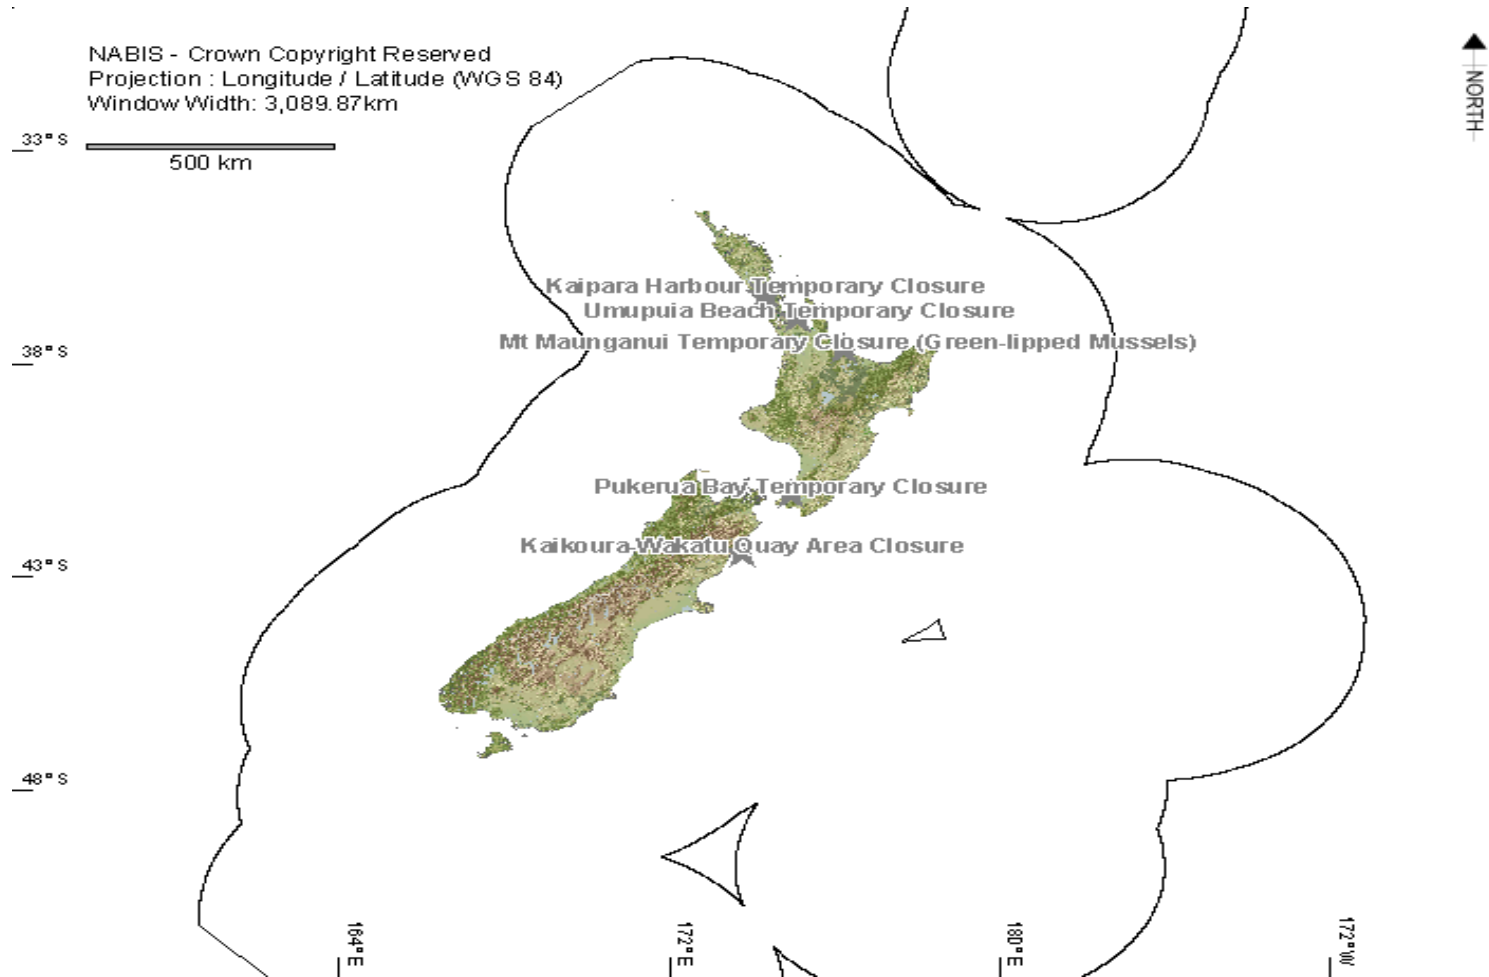 NABIS - Crown Copyright Reserved
Projection : Longitude / Latitude (WGS 84)
Window Width: 3,089.87km
500 km
NORTH
33° S
38° S
43° S
48° S
Kaipara Harbour Temporary Closure
Umupuia Beach Temporary Closure
Mt Maunganui Temporary Closure (Green-lipped Mussels)
Pukerua Bay Temporary Closure
Kaikoura-Wakatu Quay Area Closure
164° E
172° E
180° E
172° W